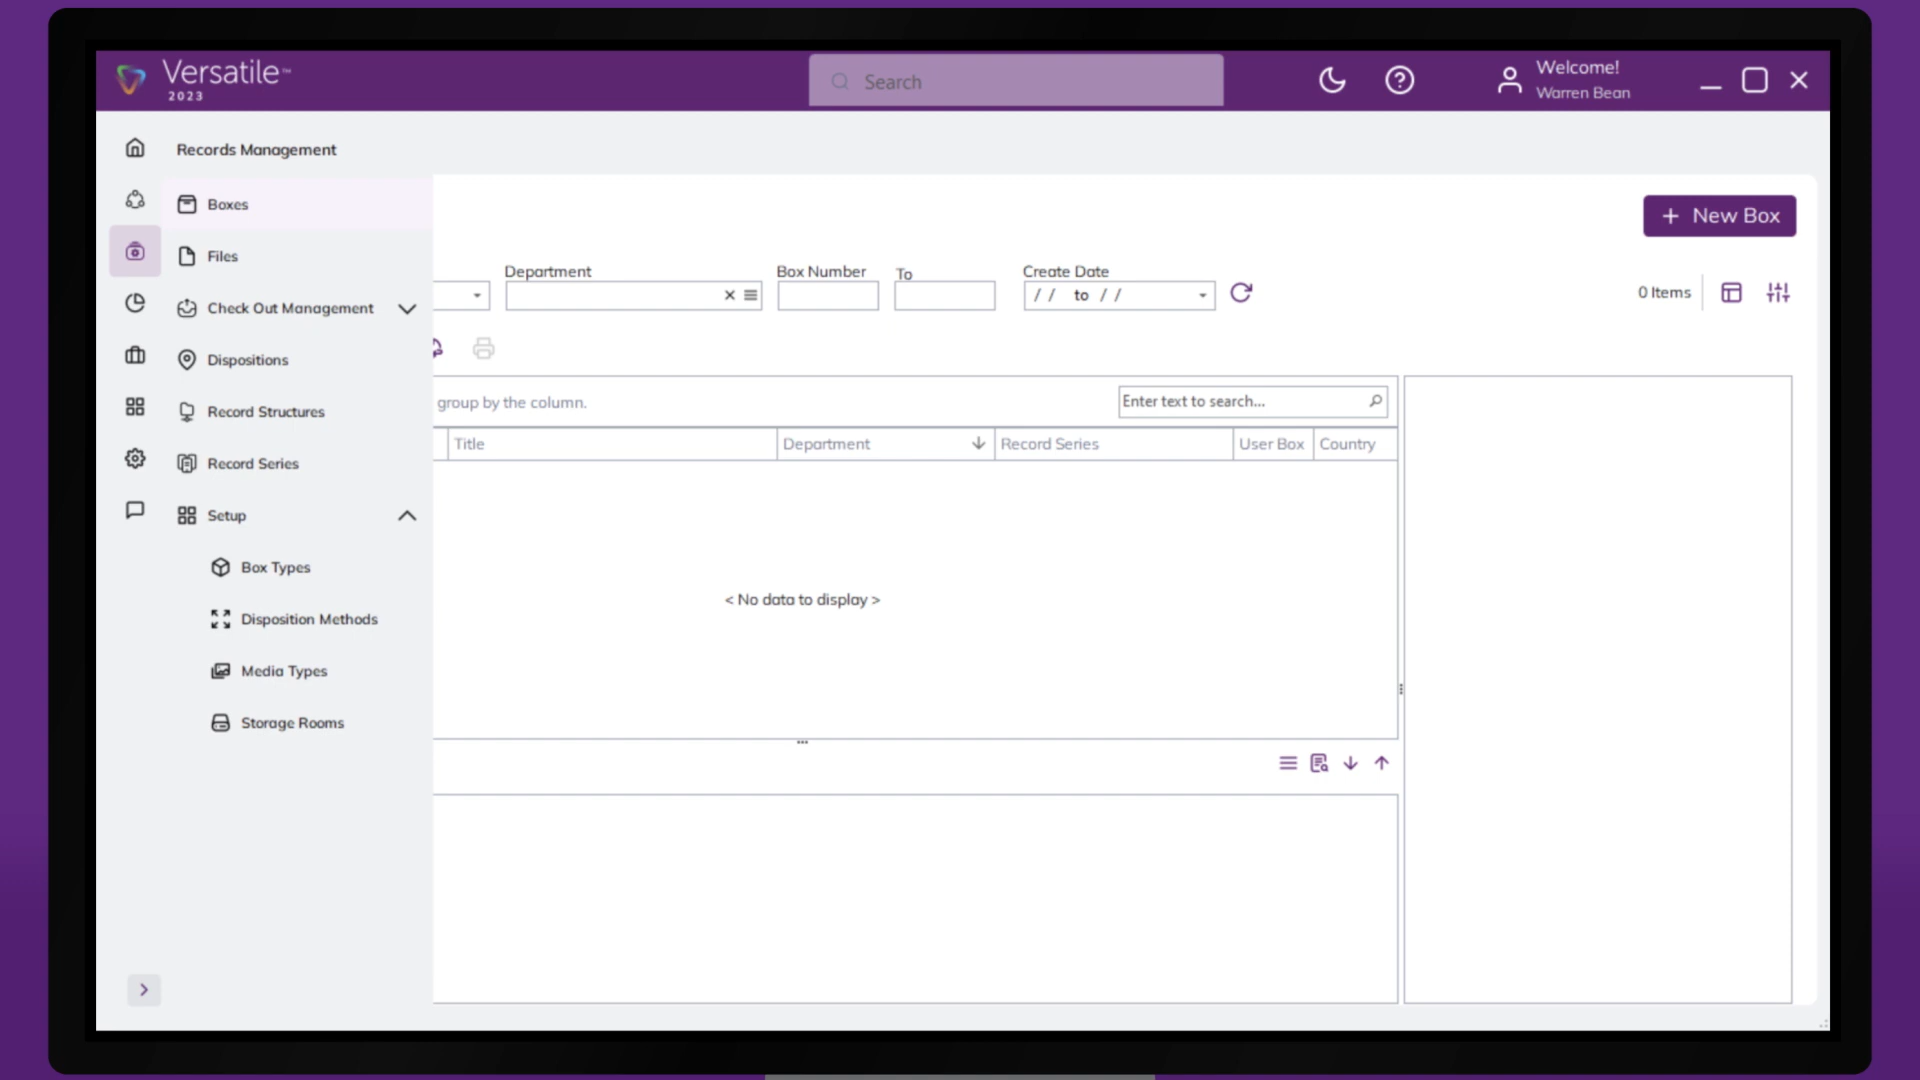 Versatile™
2023
Search
Welcome!
Warren Bean
Records Management
Boxes
Files
Check Out Management
Dispositions
Record Structures
Record Series
Setup
Box Types
Disposition Methods
Media Types
Storage Rooms
+ New Box
Department
Box Number
To
Create Date
/ / to / /
0 Items
group by the column.
Enter text to search...
Title
Department
Record Series
User Box
Country
< No data to display >